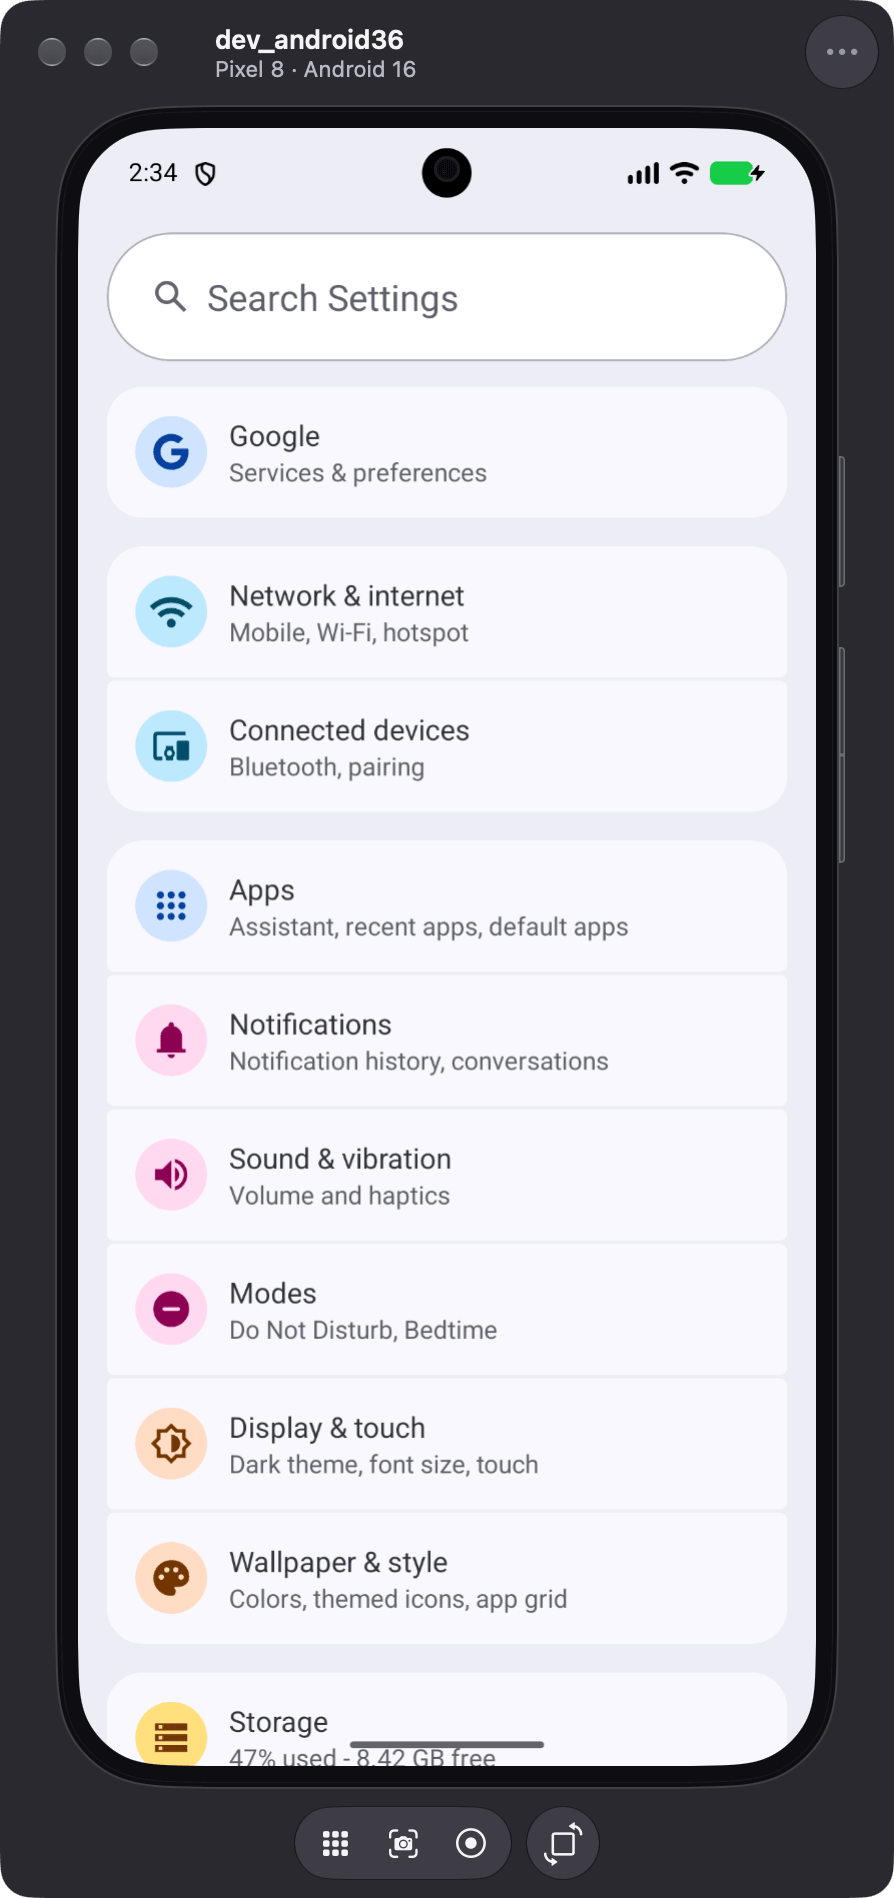 dev_android36
Pixel 8 · Android 16
2:34
Search Settings
Google
Services & preferences
Network & internet
Mobile, Wi-Fi, hotspot
Connected devices
Bluetooth, pairing
Apps
Assistant, recent apps, default apps
Notifications
Notification history, conversations
Sound & vibration
Volume and haptics
Modes
Do Not Disturb, Bedtime
Display & touch
Dark theme, font size, touch
Wallpaper & style
Colors, themed icons, app grid
Storage
47% used - 8.42 GB free